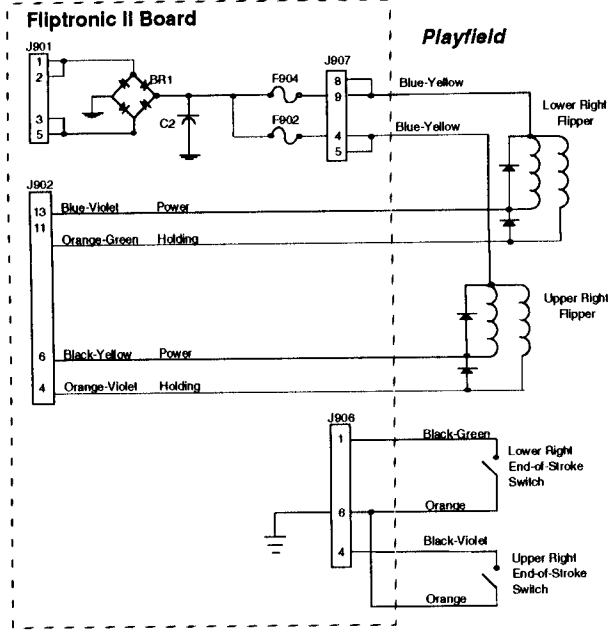 Fliptronic II Board
Playfield
J901
1
2
3
5
BR1
C2
F904
F902
J907
8
9
4
5
Blue-Yellow
Blue-Yellow
Lower Right
Flipper
J902
13
11
6
4
Blue-Violet Power
Orange-Green Holding
Black-Yellow Power
Orange-Violet Holding
Upper Right
Flipper
J906
1
6
4
Black-Green
Orange
Lower Right
End-of-Stroke
Switch
Black-Violet
Orange
Upper Right
End-of-Stroke
Switch